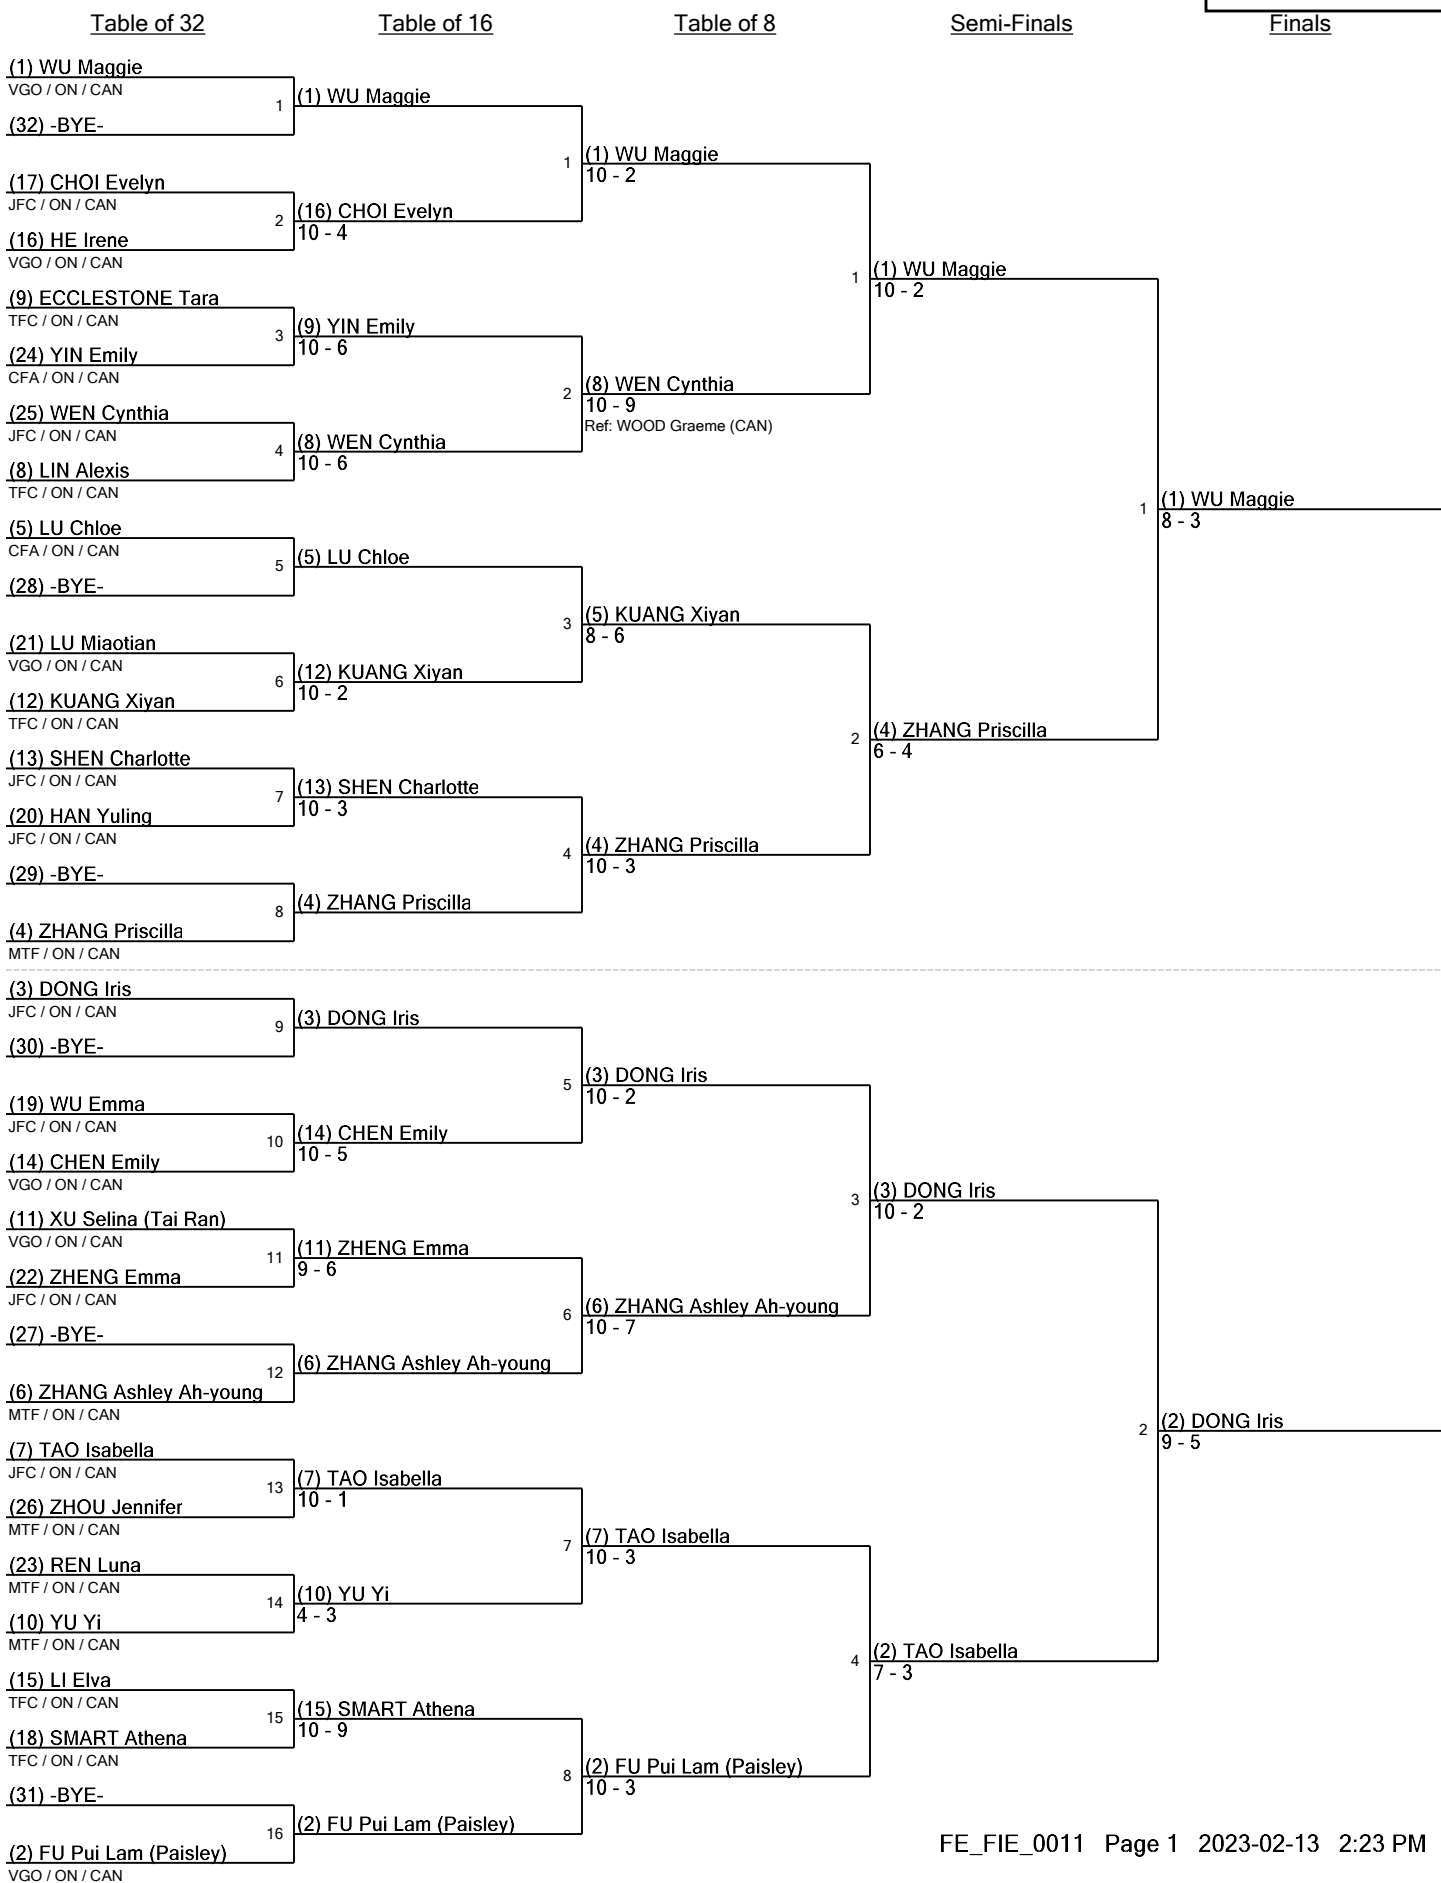 Table of 32
Table of 16
Table of 8
Semi-Finals
Finals
(1) WU Maggie
VGO / ON / CAN
1
(32) -BYE-
(17) CHOI Evelyn
JFC / ON / CAN
2
(16) HE Irene
VGO / ON / CAN
(9) ECCLESTONE Tara
TFC / ON / CAN
3
(24) YIN Emily
CFA / ON / CAN
(25) WEN Cynthia
JFC / ON / CAN
4
(8) LIN Alexis
TFC / ON / CAN
(5) LU Chloe
CFA / ON / CAN
5
(28) -BYE-
(21) LU Miaotian
VGO / ON / CAN
6
(12) KUANG Xiyan
TFC / ON / CAN
(13) SHEN Charlotte
JFC / ON / CAN
7
(20) HAN Yuling
JFC / ON / CAN
(29) -BYE-
8
(4) ZHANG Priscilla
MTF / ON / CAN
(3) DONG Iris
JFC / ON / CAN
9
(30) -BYE-
(19) WU Emma
JFC / ON / CAN
10
(14) CHEN Emily
VGO / ON / CAN
(11) XU Selina (Tai Ran)
VGO / ON / CAN
11
(22) ZHENG Emma
JFC / ON / CAN
(27) -BYE-
12
(6) ZHANG Ashley Ah-young
MTF / ON / CAN
(7) TAO Isabella
JFC / ON / CAN
13
(26) ZHOU Jennifer
MTF / ON / CAN
(23) REN Luna
MTF / ON / CAN
14
(10) YU Yi
MTF / ON / CAN
(15) LI Elva
TFC / ON / CAN
15
(18) SMART Athena
TFC / ON / CAN
(31) -BYE-
16
(2) FU Pui Lam (Paisley)
VGO / ON / CAN
(1) WU Maggie
1
(16) CHOI Evelyn
10 - 4
(9) YIN Emily
10 - 6
2
(8) WEN Cynthia
10 - 6
(5) LU Chloe
3
(12) KUANG Xiyan
10 - 2
(13) SHEN Charlotte
10 - 3
4
(4) ZHANG Priscilla
(3) DONG Iris
5
(14) CHEN Emily
10 - 5
(11) ZHENG Emma
9 - 6
6
(6) ZHANG Ashley Ah-young
(7) TAO Isabella
10 - 1
7
(10) YU Yi
4 - 3
(15) SMART Athena
10 - 9
8
(2) FU Pui Lam (Paisley)
(1) WU Maggie
10 - 2
1
(8) WEN Cynthia
10 - 9
Ref: WOOD Graeme (CAN)
(5) KUANG Xiyan
8 - 6
2
(4) ZHANG Priscilla
10 - 3
(3) DONG Iris
10 - 2
3
(6) ZHANG Ashley Ah-young
10 - 7
(7) TAO Isabella
10 - 3
4
(2) FU Pui Lam (Paisley)
10 - 3
(1) WU Maggie
10 - 2
1
(4) ZHANG Priscilla
6 - 4
(3) DONG Iris
10 - 2
2
(2) TAO Isabella
7 - 3
(1) WU Maggie
8 - 3
(2) DONG Iris
9 - 5
FE_FIE_0011 Page 1 2023-02-13 2:23 PM